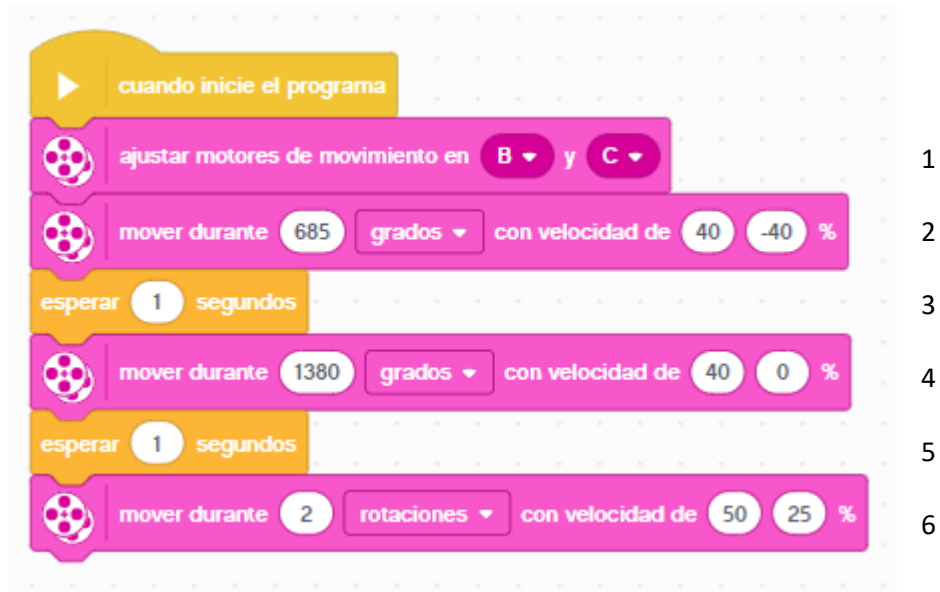 cuando inicie el programa
ajustar motores de movimiento en B y C 1
mover durante 685 grados con velocidad de 40 -40 % 2
esperar 1 segundos 3
mover durante 1380 grados con velocidad de 40 0 % 4
esperar 1 segundos 5
mover durante 2 rotaciones con velocidad de 50 25 % 6